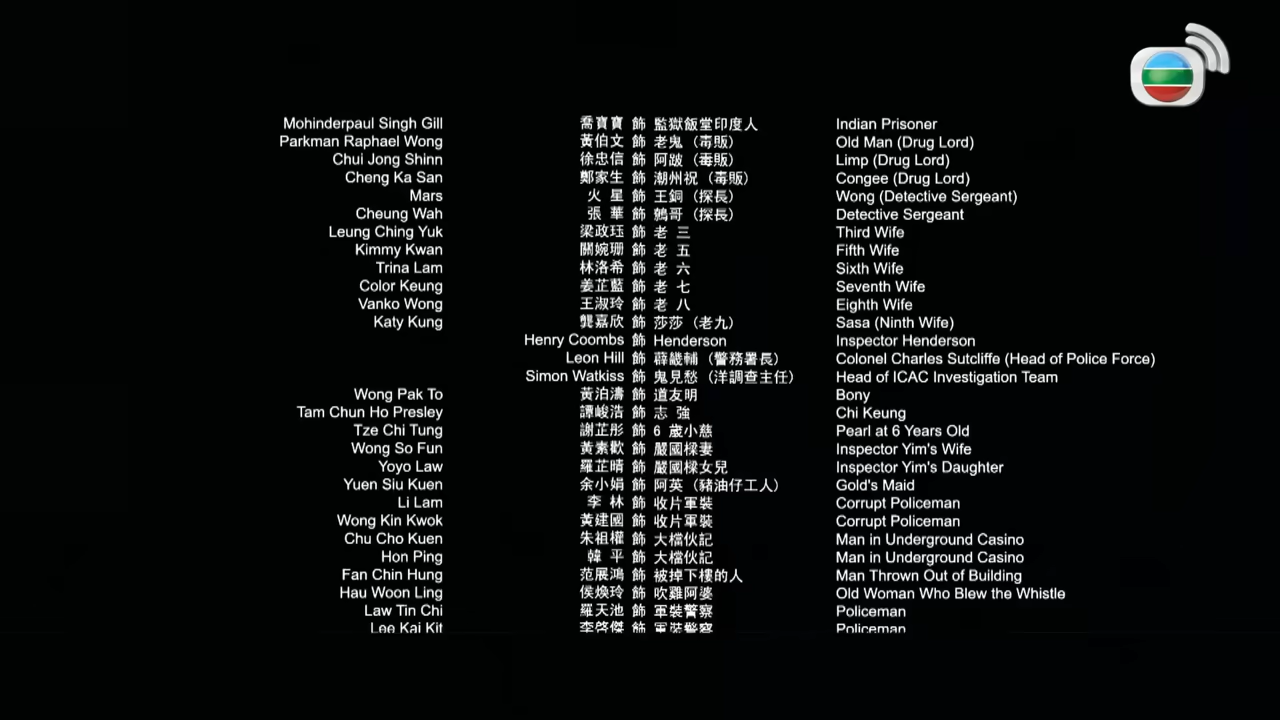 Mohinderpaul Singh Gill 喬寶寶 飾 監獄飯堂印度人 Indian Prisoner
Parkman Raphael Wong 黃伯文 飾 老鬼 (毒販) Old Man (Drug Lord)
Chui Jong Shinn 徐忠信 飾 阿跛 (毒販) Limp (Drug Lord)
Cheng Ka San 鄭家生 飾 潮州祝 (毒販) Congee (Drug Lord)
Mars 火 星 飾 王銅 (探長) Wong (Detective Sergeant)
Cheung Wah 張 華 飾 鶉哥 (探長) Detective Sergeant
Leung Ching Yuk 梁政珏 飾 老 三 Third Wife
Kimmy Kwan 關婉珊 飾 老 五 Fifth Wife
Trina Lam 林洛希 飾 老 六 Sixth Wife
Color Keung 姜芷藍 飾 老 七 Seventh Wife
Vanko Wong 王淑玲 飾 老 八 Eighth Wife
Katy Kung 龔嘉欣 飾 莎莎 (老九) Sasa (Ninth Wife)
Henry Coombs 飾 Henderson Inspector Henderson
Leon Hill 飾 薜畿輔 (警務署長) Colonel Charles Sutcliffe (Head of Police Force)
Simon Watkiss 飾 鬼見愁 (洋調查主任) Head of ICAC Investigation Team
Wong Pak To 黃泊濤 飾 道友明 Bony
Tam Chun Ho Presley 譚峻浩 飾 志 強 Chi Keung
Tze Chi Tung 謝芷彤 飾 6 歲小慈 Pearl at 6 Years Old
Wong So Fun 黃素歡 飾 嚴國樑妻 Inspector Yim's Wife
Yoyo Law 羅芷晴 飾 嚴國樑女兒 Inspector Yim's Daughter
Yuen Siu Kuen 余小娟 飾 阿英 (豬油仔工人) Gold's Maid
Li Lam 李 林 飾 收片軍裝 Corrupt Policeman
Wong Kin Kwok 黃建國 飾 收片軍裝 Corrupt Policeman
Chu Cho Kuen 朱祖權 飾 大檔伙記 Man in Underground Casino
Hon Ping 韓 平 飾 大檔伙記 Man in Underground Casino
Fan Chin Hung 范展鴻 飾 被掉下樓的人 Man Thrown Out of Building
Hau Woon Ling 侯煥玲 飾 吹雞阿婆 Old Woman Who Blew the Whistle
Law Tin Chi 羅天池 飾 軍裝警察 Policeman
Lee Kai Kit 李啓傑 飾 軍裝警察 Policeman